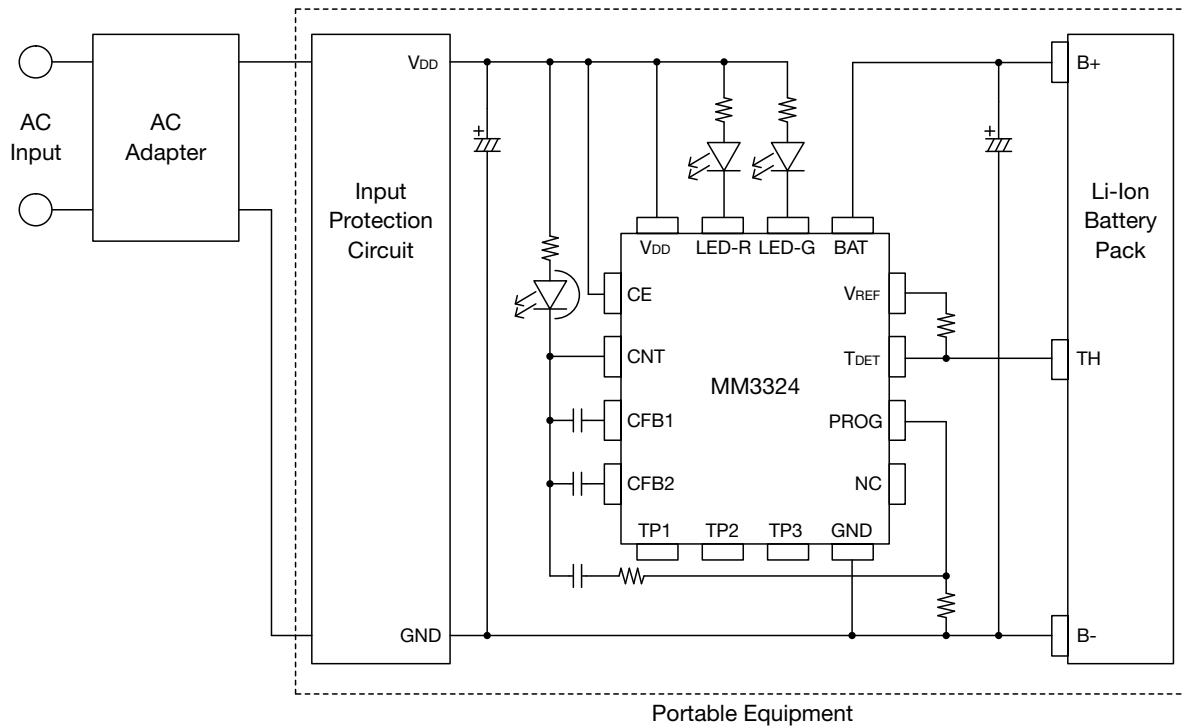 AC
Input
AC
Adapter
VDD
Input
Protection
Circuit
GND
+
VDD
LED-R
LED-G
BAT
CE
CNT
CFB1
CFB2
MM3324
VREF
TDET
PROG
NC
TP1
TP2
TP3
GND
+
B+
Li-Ion
Battery
Pack
TH
B-
Portable Equipment